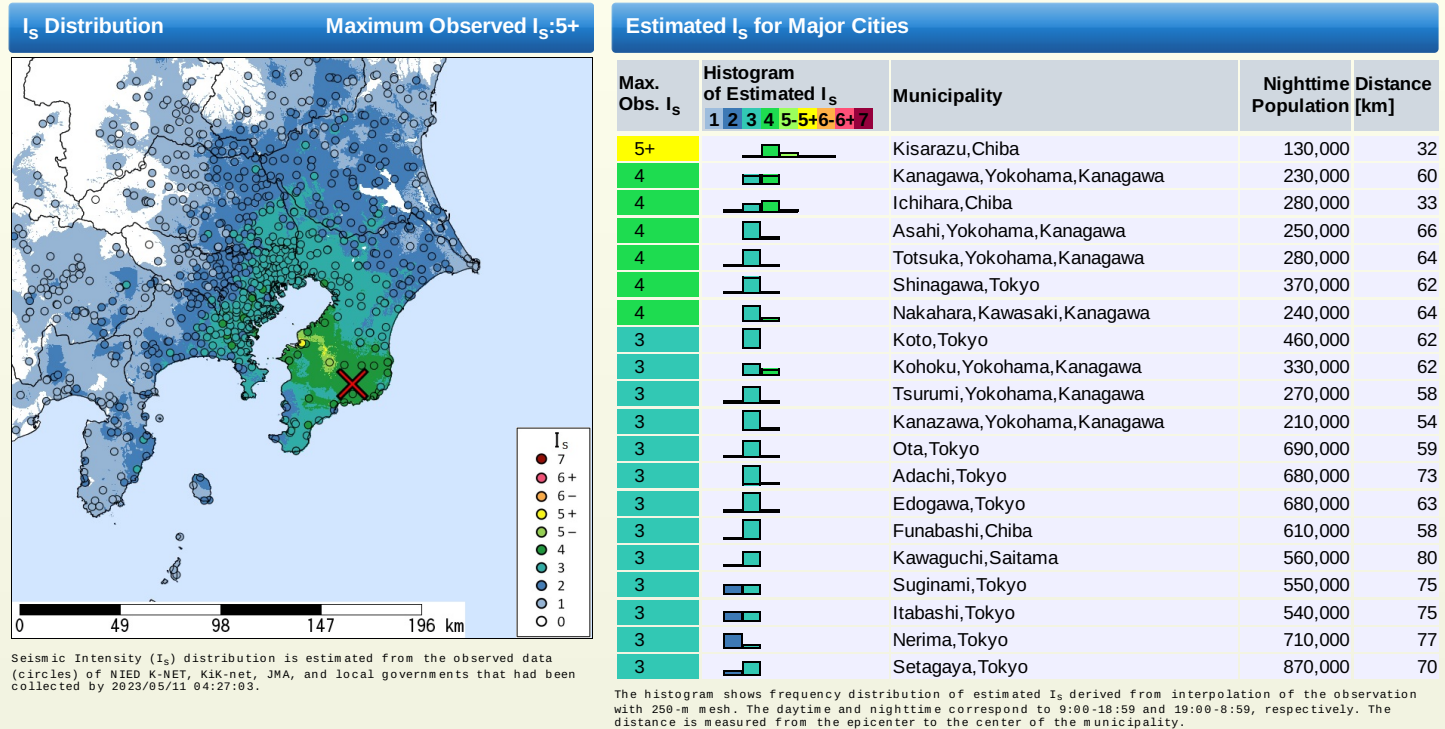 Is Distribution Maximum Observed Is:5+
Is
7
6+
6-
5+
5-
4
3
2
1
0
0 49 98 147 196 km
Seismic Intensity (Is) distribution is estimated from the observed data
(circles) of NIED K-NET, KiK-net, JMA, and local governments that had been
collected by 2023/05/11 04:27:03.
Estimated Is for Major Cities
Max. Obs. Is Histogram of Estimated Is Municipality Nighttime Population Distance [km]
1 2 3 4 5- 5+ 6- 6+ 7
5+ Kisarazu,Chiba 130,000 32
4 Kanagawa,Yokohama,Kanagawa 230,000 60
4 Ichihara,Chiba 280,000 33
4 Asahi,Yokohama,Kanagawa 250,000 66
4 Totsuka,Yokohama,Kanagawa 280,000 64
4 Shinagawa,Tokyo 370,000 62
4 Nakahara,Kawasaki,Kanagawa 240,000 64
3 Koto,Tokyo 460,000 62
3 Kohoku,Yokohama,Kanagawa 330,000 62
3 Tsurumi,Yokohama,Kanagawa 270,000 58
3 Kanazawa,Yokohama,Kanagawa 210,000 54
3 Ota,Tokyo 690,000 59
3 Adachi,Tokyo 680,000 73
3 Edogawa,Tokyo 680,000 63
3 Funabashi,Chiba 610,000 58
3 Kawaguchi,Saitama 560,000 80
3 Suginami,Tokyo 550,000 75
3 Itabashi,Tokyo 540,000 75
3 Nerima,Tokyo 710,000 77
3 Setagaya,Tokyo 870,000 70
The histogram shows frequency distribution of estimated Is derived from interpolation of the observation
with 250-m mesh. The daytime and nighttime correspond to 9:00-18:59 and 19:00-8:59, respectively. The
distance is measured from the epicenter to the center of the municipality.